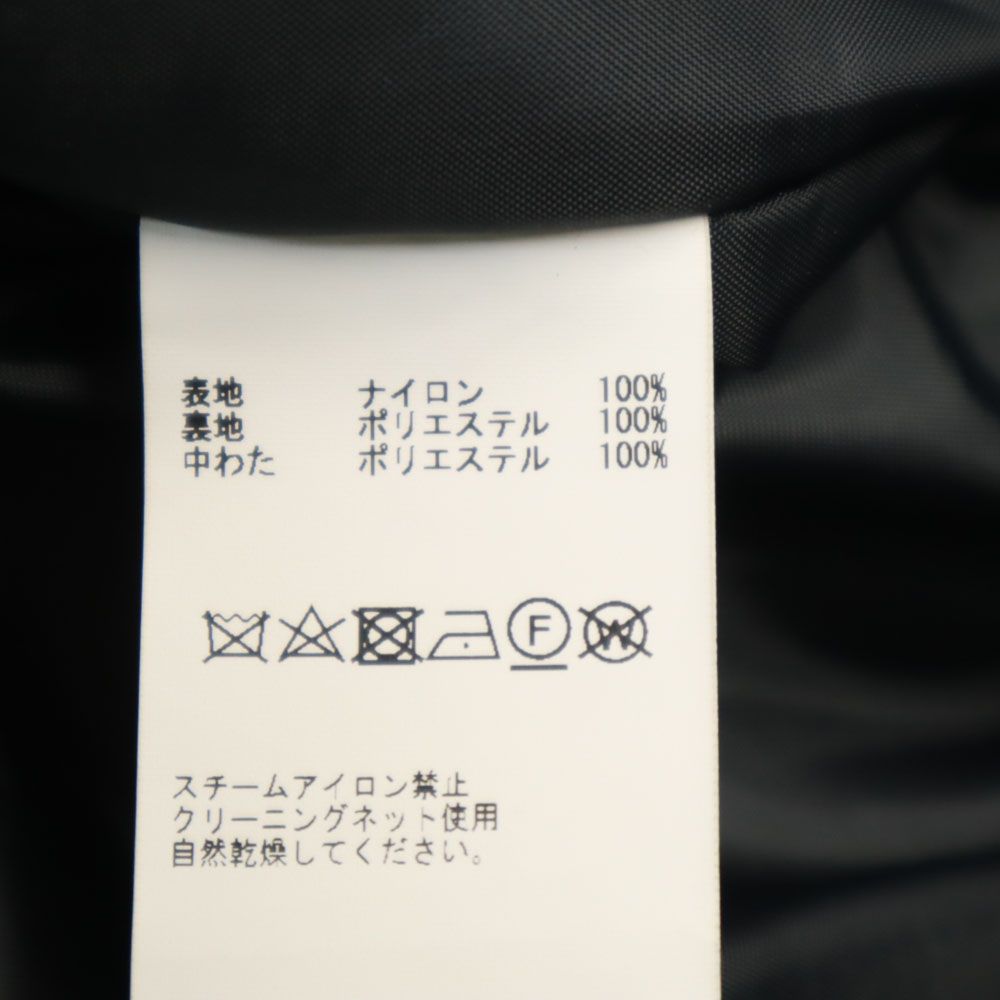 表地 ナイロン 100%
裏地 ポリエステル 100%
中わた ポリエステル 100%
F W
スチームアイロン禁止
クリーニングネット使用
自然乾燥してください。